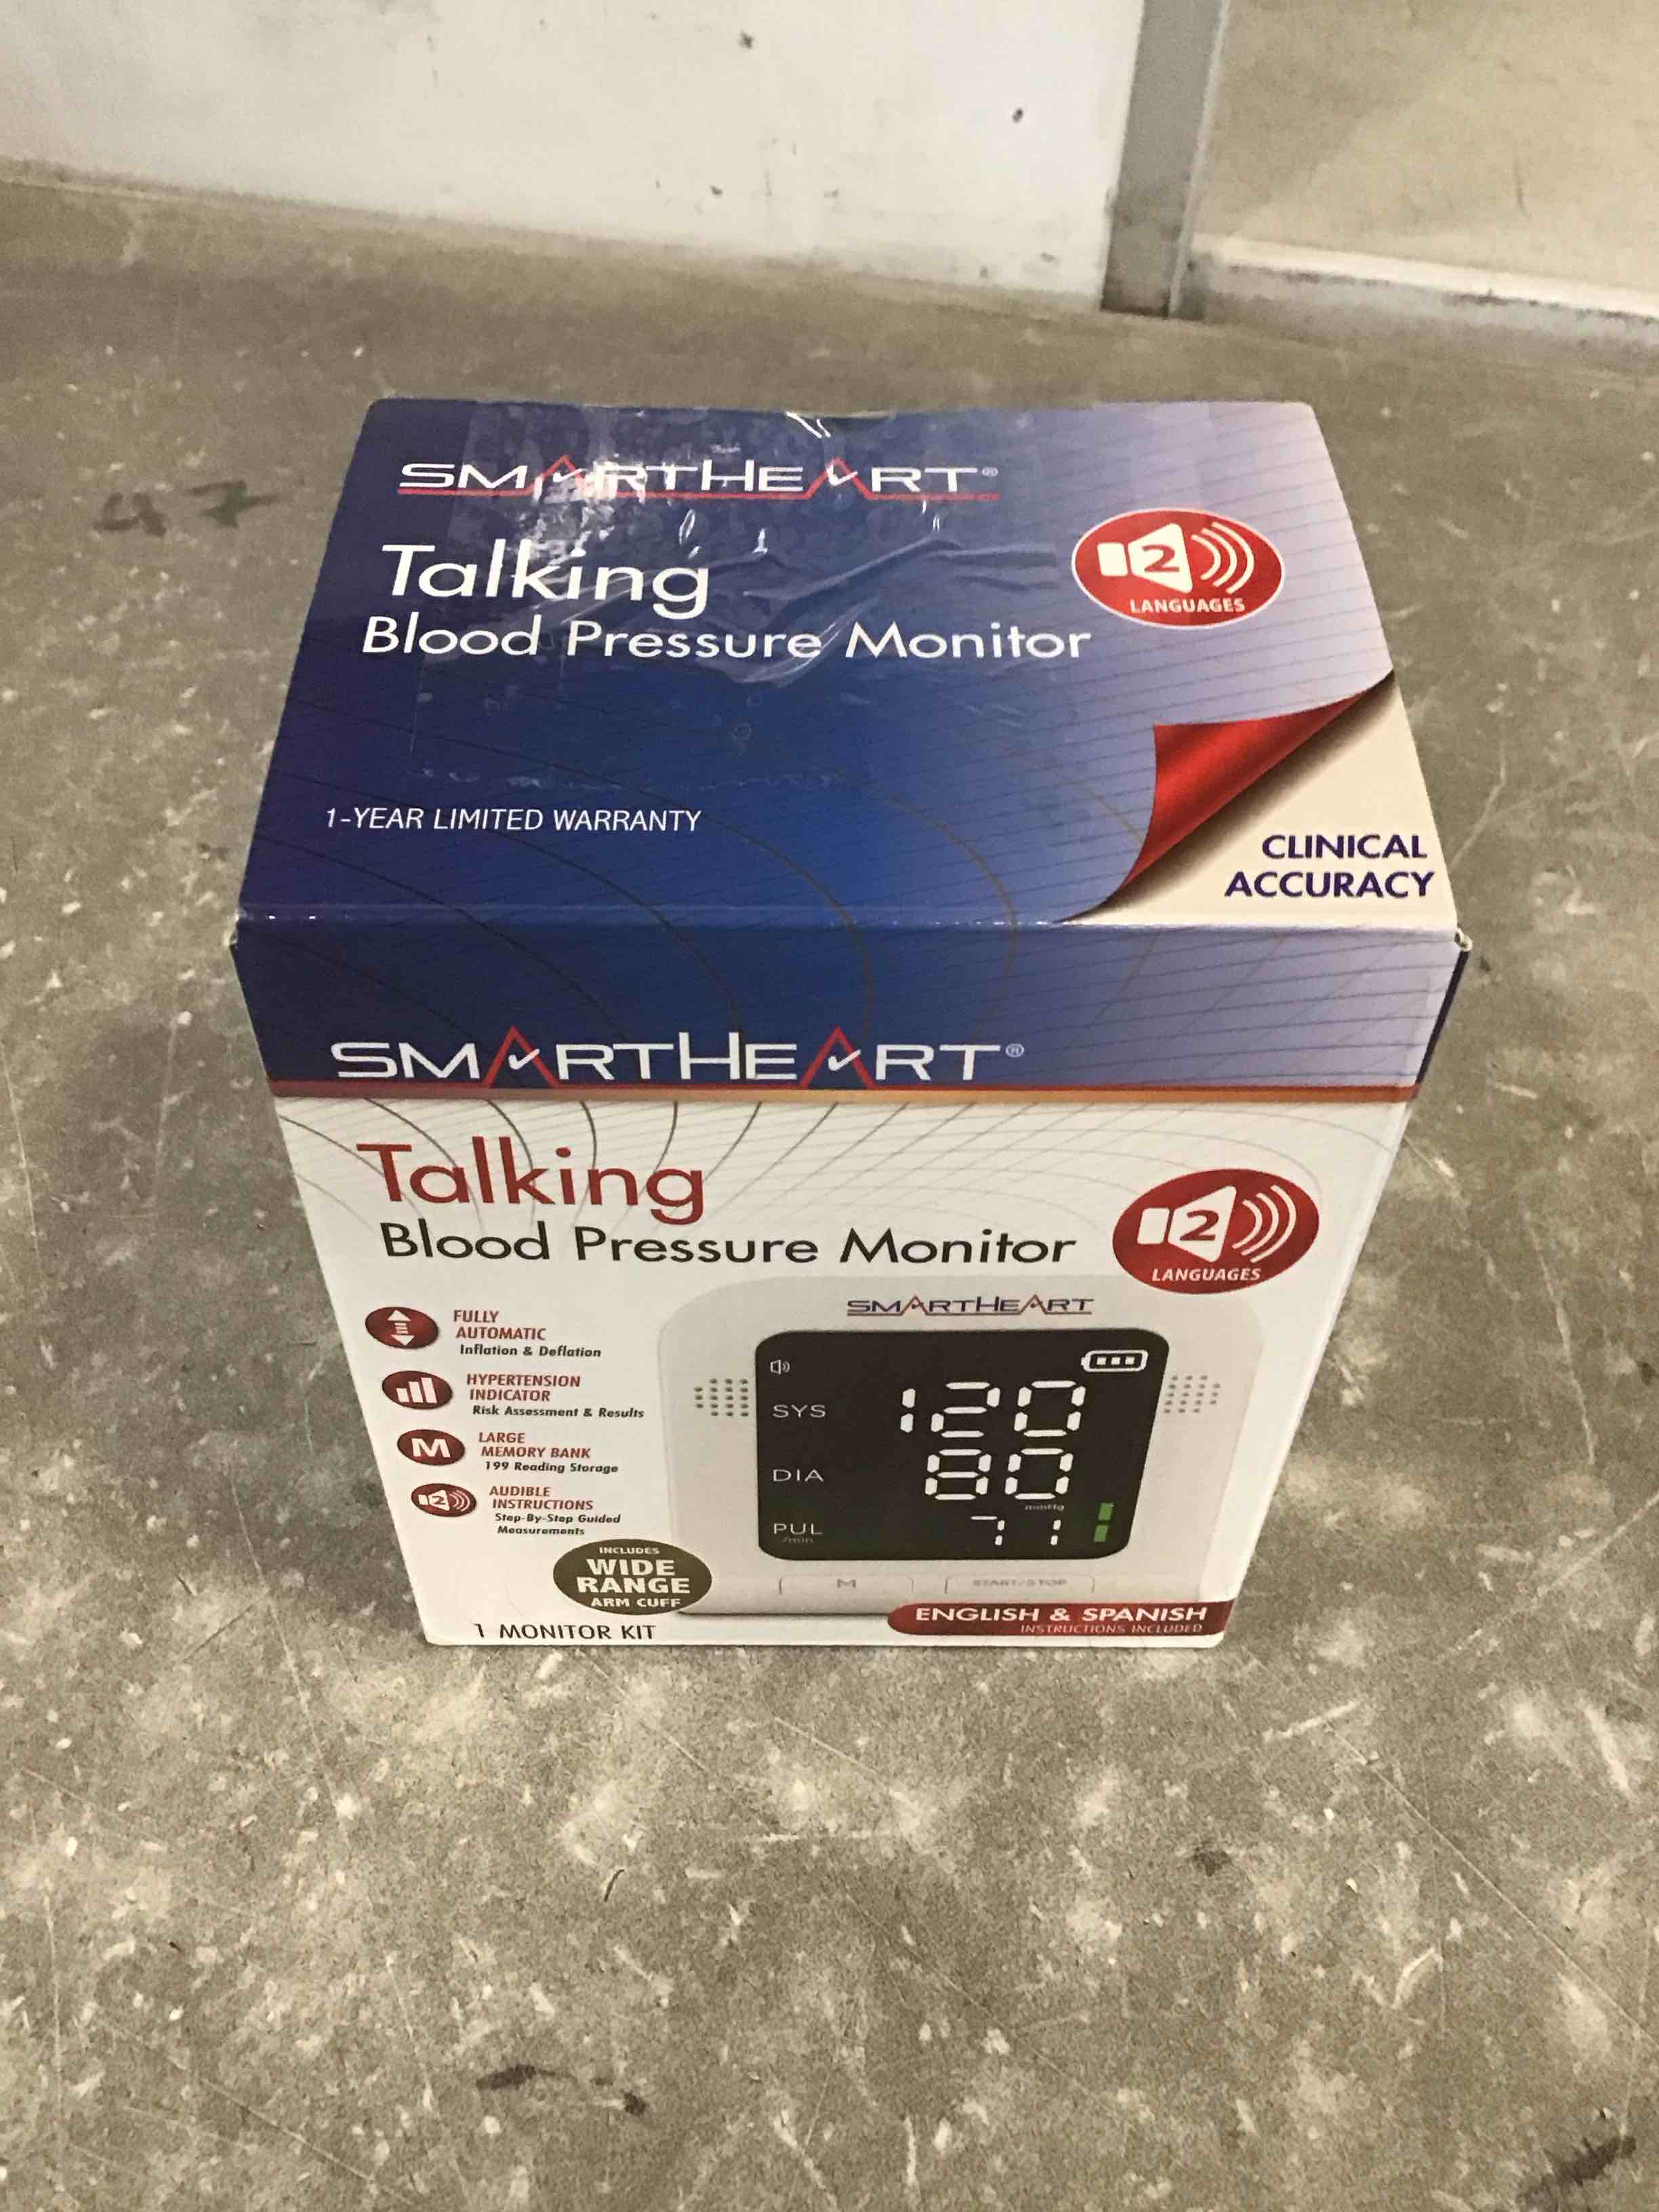 47
SMARTHEART®
Talking
Blood Pressure Monitor
2
LANGUAGES
1-YEAR LIMITED WARRANTY
CLINICAL
ACCURACY
SMARTHEART®
Talking
Blood Pressure Monitor
2
LANGUAGES
FULLY
AUTOMATIC
Inflation & Deflation
HYPERTENSION
INDICATOR
Risk Assessment & Results
M
LARGE
MEMORY BANK
199 Reading Storage
2
AUDIBLE
INSTRUCTIONS
Step-By-Step Guided
Measurements
INCLUDES
WIDE
RANGE
ARM CUFF
1 MONITOR KIT
SMARTHEART
SYS 120
DIA 80
mmHg
PUL 71
/min
M START/STOP
ENGLISH & SPANISH
INSTRUCTIONS INCLUDED